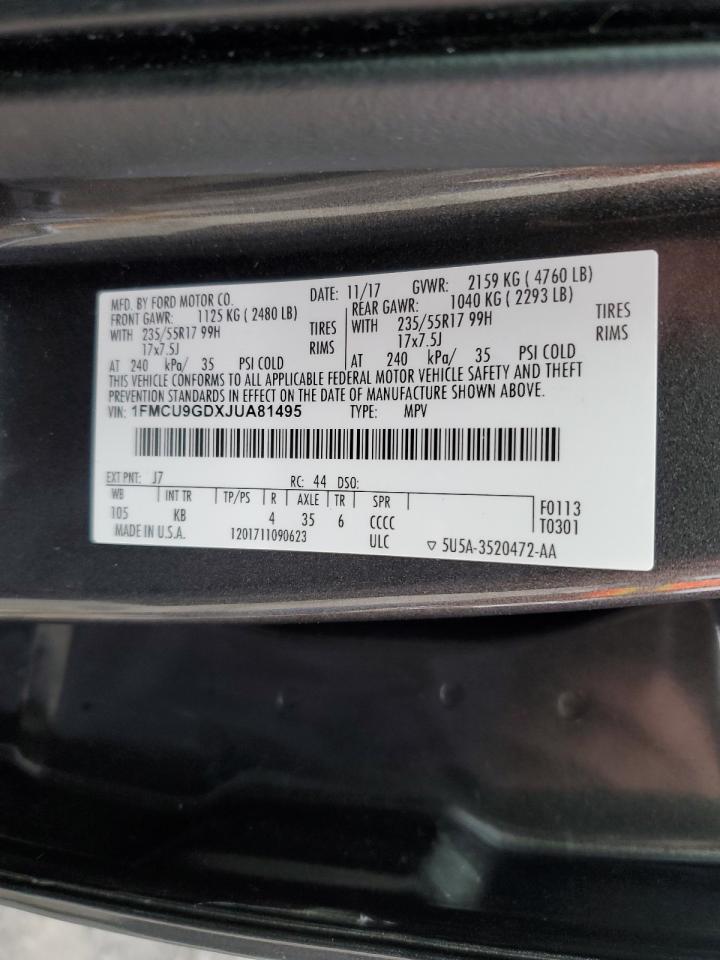 MFD. BY FORD MOTOR CO. DATE: 11/17 GVWR: 2159 KG ( 4760 LB)
FRONT GAWR: 1125 KG ( 2480 LB) REAR GAWR: 1040 KG ( 2293 LB)
WITH 235/55R17 99H TIRES WITH 235/55R17 99H TIRES
17x7.5J RIMS 17x7.5J RIMS
AT 240 kPa/ 35 PSI COLD AT 240 kPa/ 35 PSI COLD
THIS VEHICLE CONFORMS TO ALL APPLICABLE FEDERAL MOTOR VEHICLE SAFETY AND THEFT
PREVENTION STANDARDS IN EFFECT ON THE DATE OF MANUFACTURE SHOWN ABOVE.
VIN: 1FMCU9GDXJUA81495 TYPE: MPV
EXT PNT: J7 RC: 44 DSO:
WB INT TR TP/PS R AXLE TR SPR F0113
105 KB 4 35 6 CCCC T0301
MADE IN U.S.A. 1201711090623 ULC ▽ 5U5A-3520472-AA